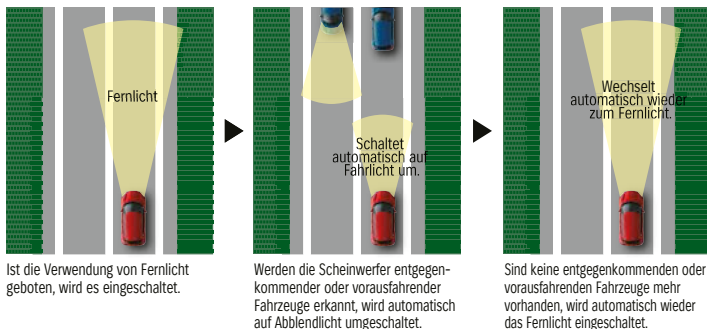 Fernlicht
Ist die Verwendung von Fernlicht
geboten, wird es eingeschaltet.
Schaltet
automatisch auf
Fahrlicht um.
Werden die Scheinwerfer entgegen-
kommender oder vorausfahrender
Fahrzeuge erkannt, wird automatisch
auf Abblendlicht umgeschaltet.
Wechselt
automatisch wieder
zum Fernlicht.
Sind keine entgegenkommenden oder
vorausfahrenden Fahrzeuge mehr
vorhanden, wird automatisch wieder
das Fernlicht eingeschaltet.